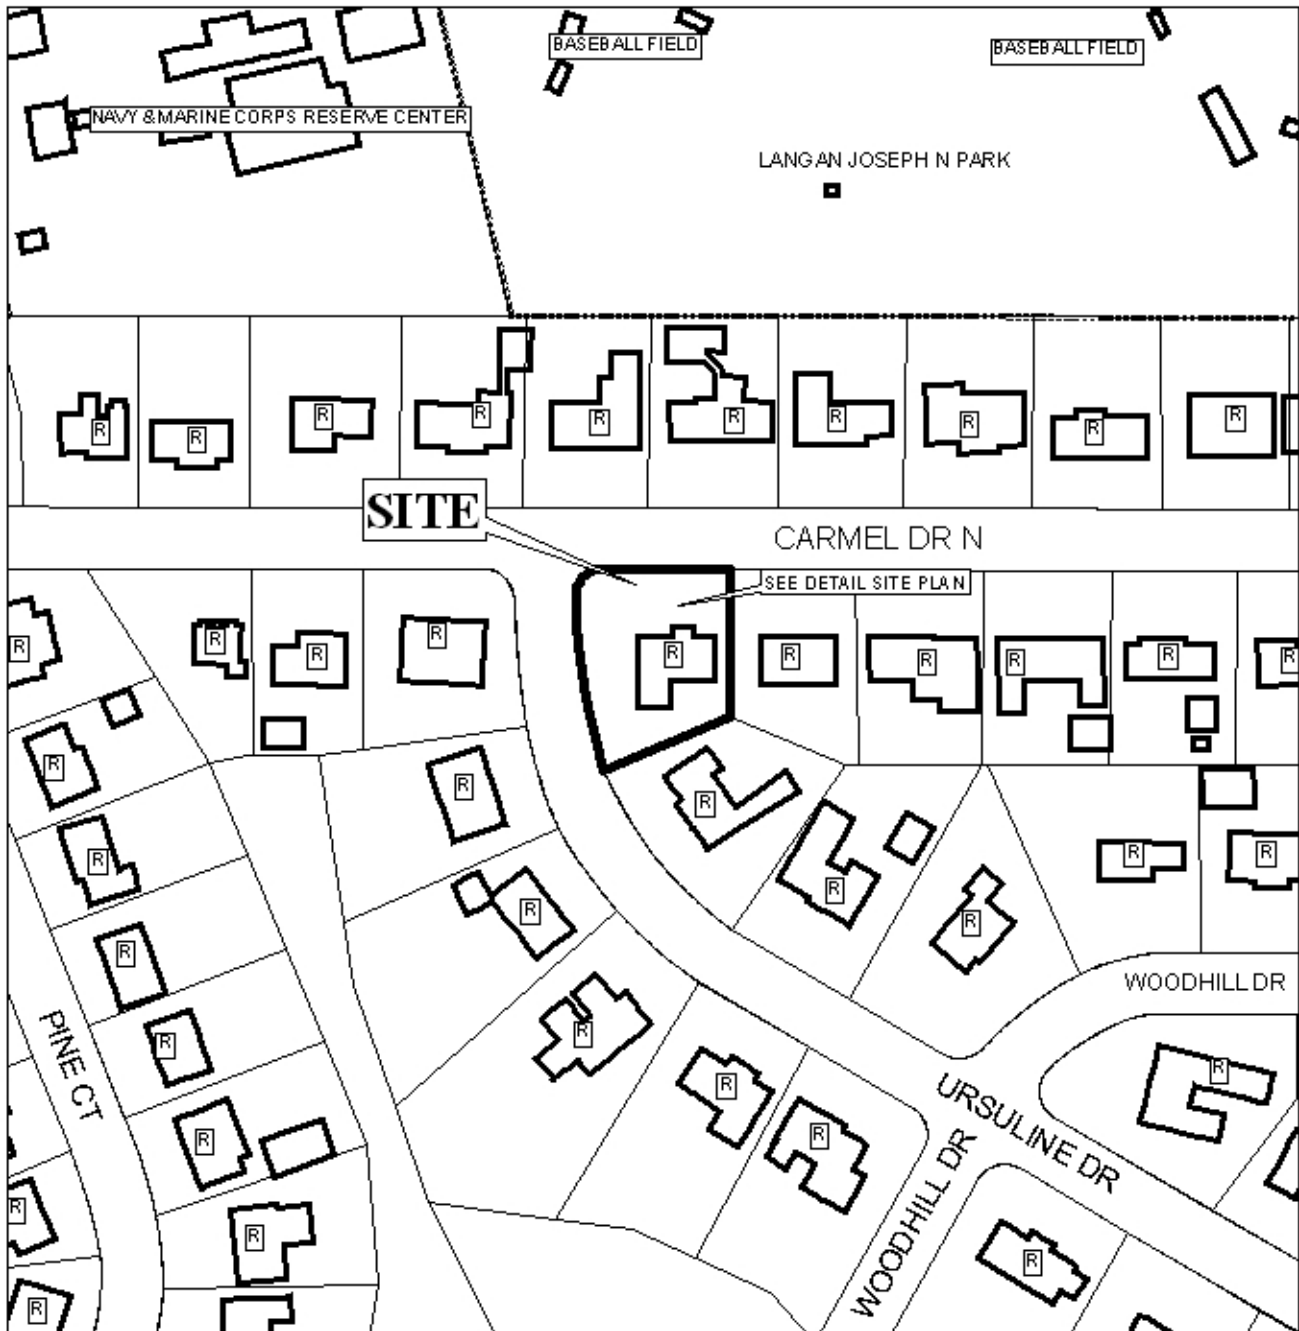 BASEBALL FIELD
BASEBALL FIELD
NAVY & MARINE CORPS RESERVE CENTER
LANGAN JOSEPH N PARK
R R R R R R R R R R
SITE
CARMEL DR N
SEE DETAIL SITE PLAN
R R R R R R R R R R
R R R
R R R R
R R R
WOODHILL DR
R R R
PINE CT
R R
URSULINE DR
R R
WOODHILL DR
R R R
R